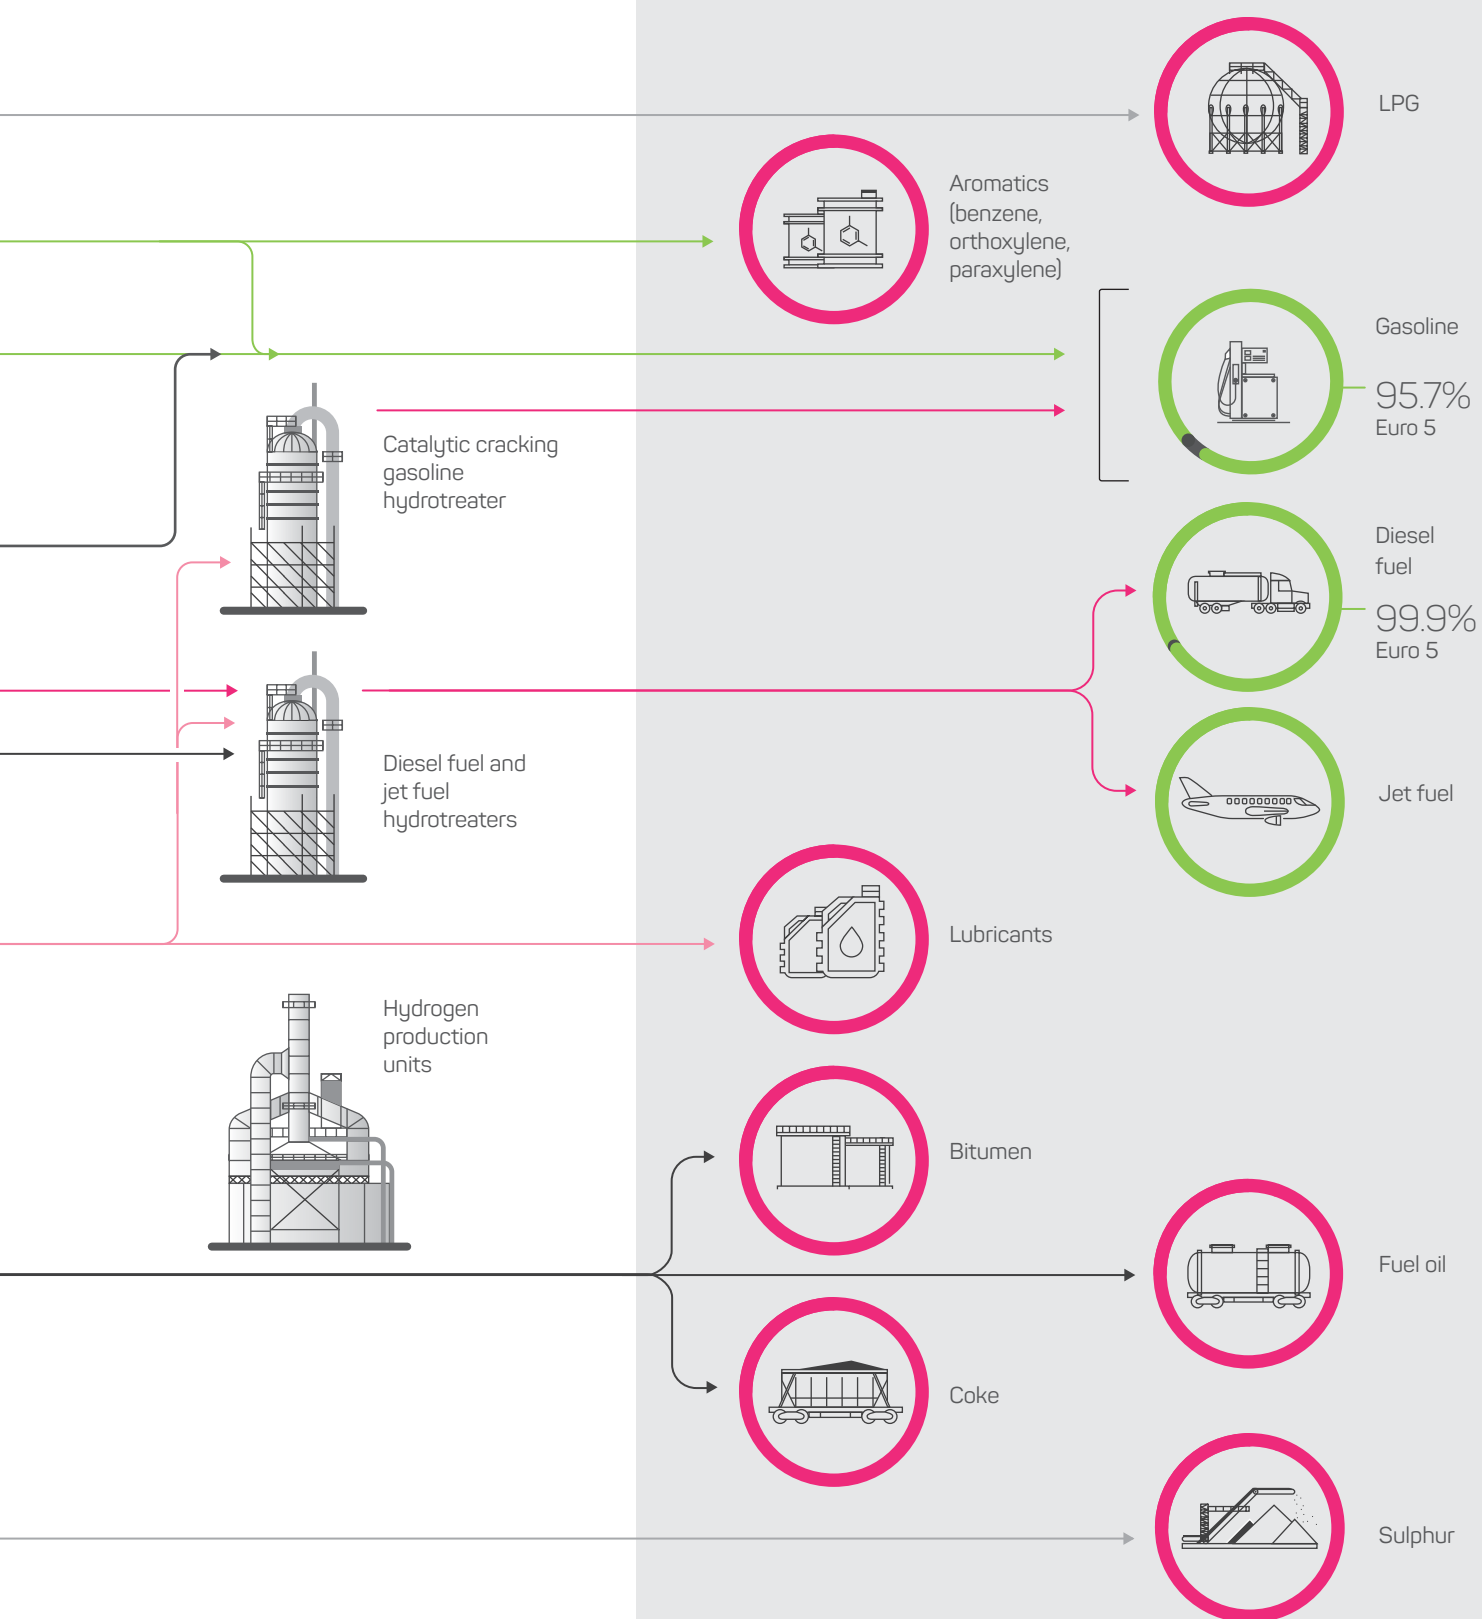 LPG
Aromatics
(benzene,
orthoxylene,
paraxylene)
Gasoline
95.7%
Euro 5
Catalytic cracking
gasoline
hydrotreater
Diesel
fuel
99.9%
Euro 5
Diesel fuel and
jet fuel
hydrotreaters
Jet fuel
Lubricants
Hydrogen
production
units
Bitumen
Fuel oil
Coke
Sulphur